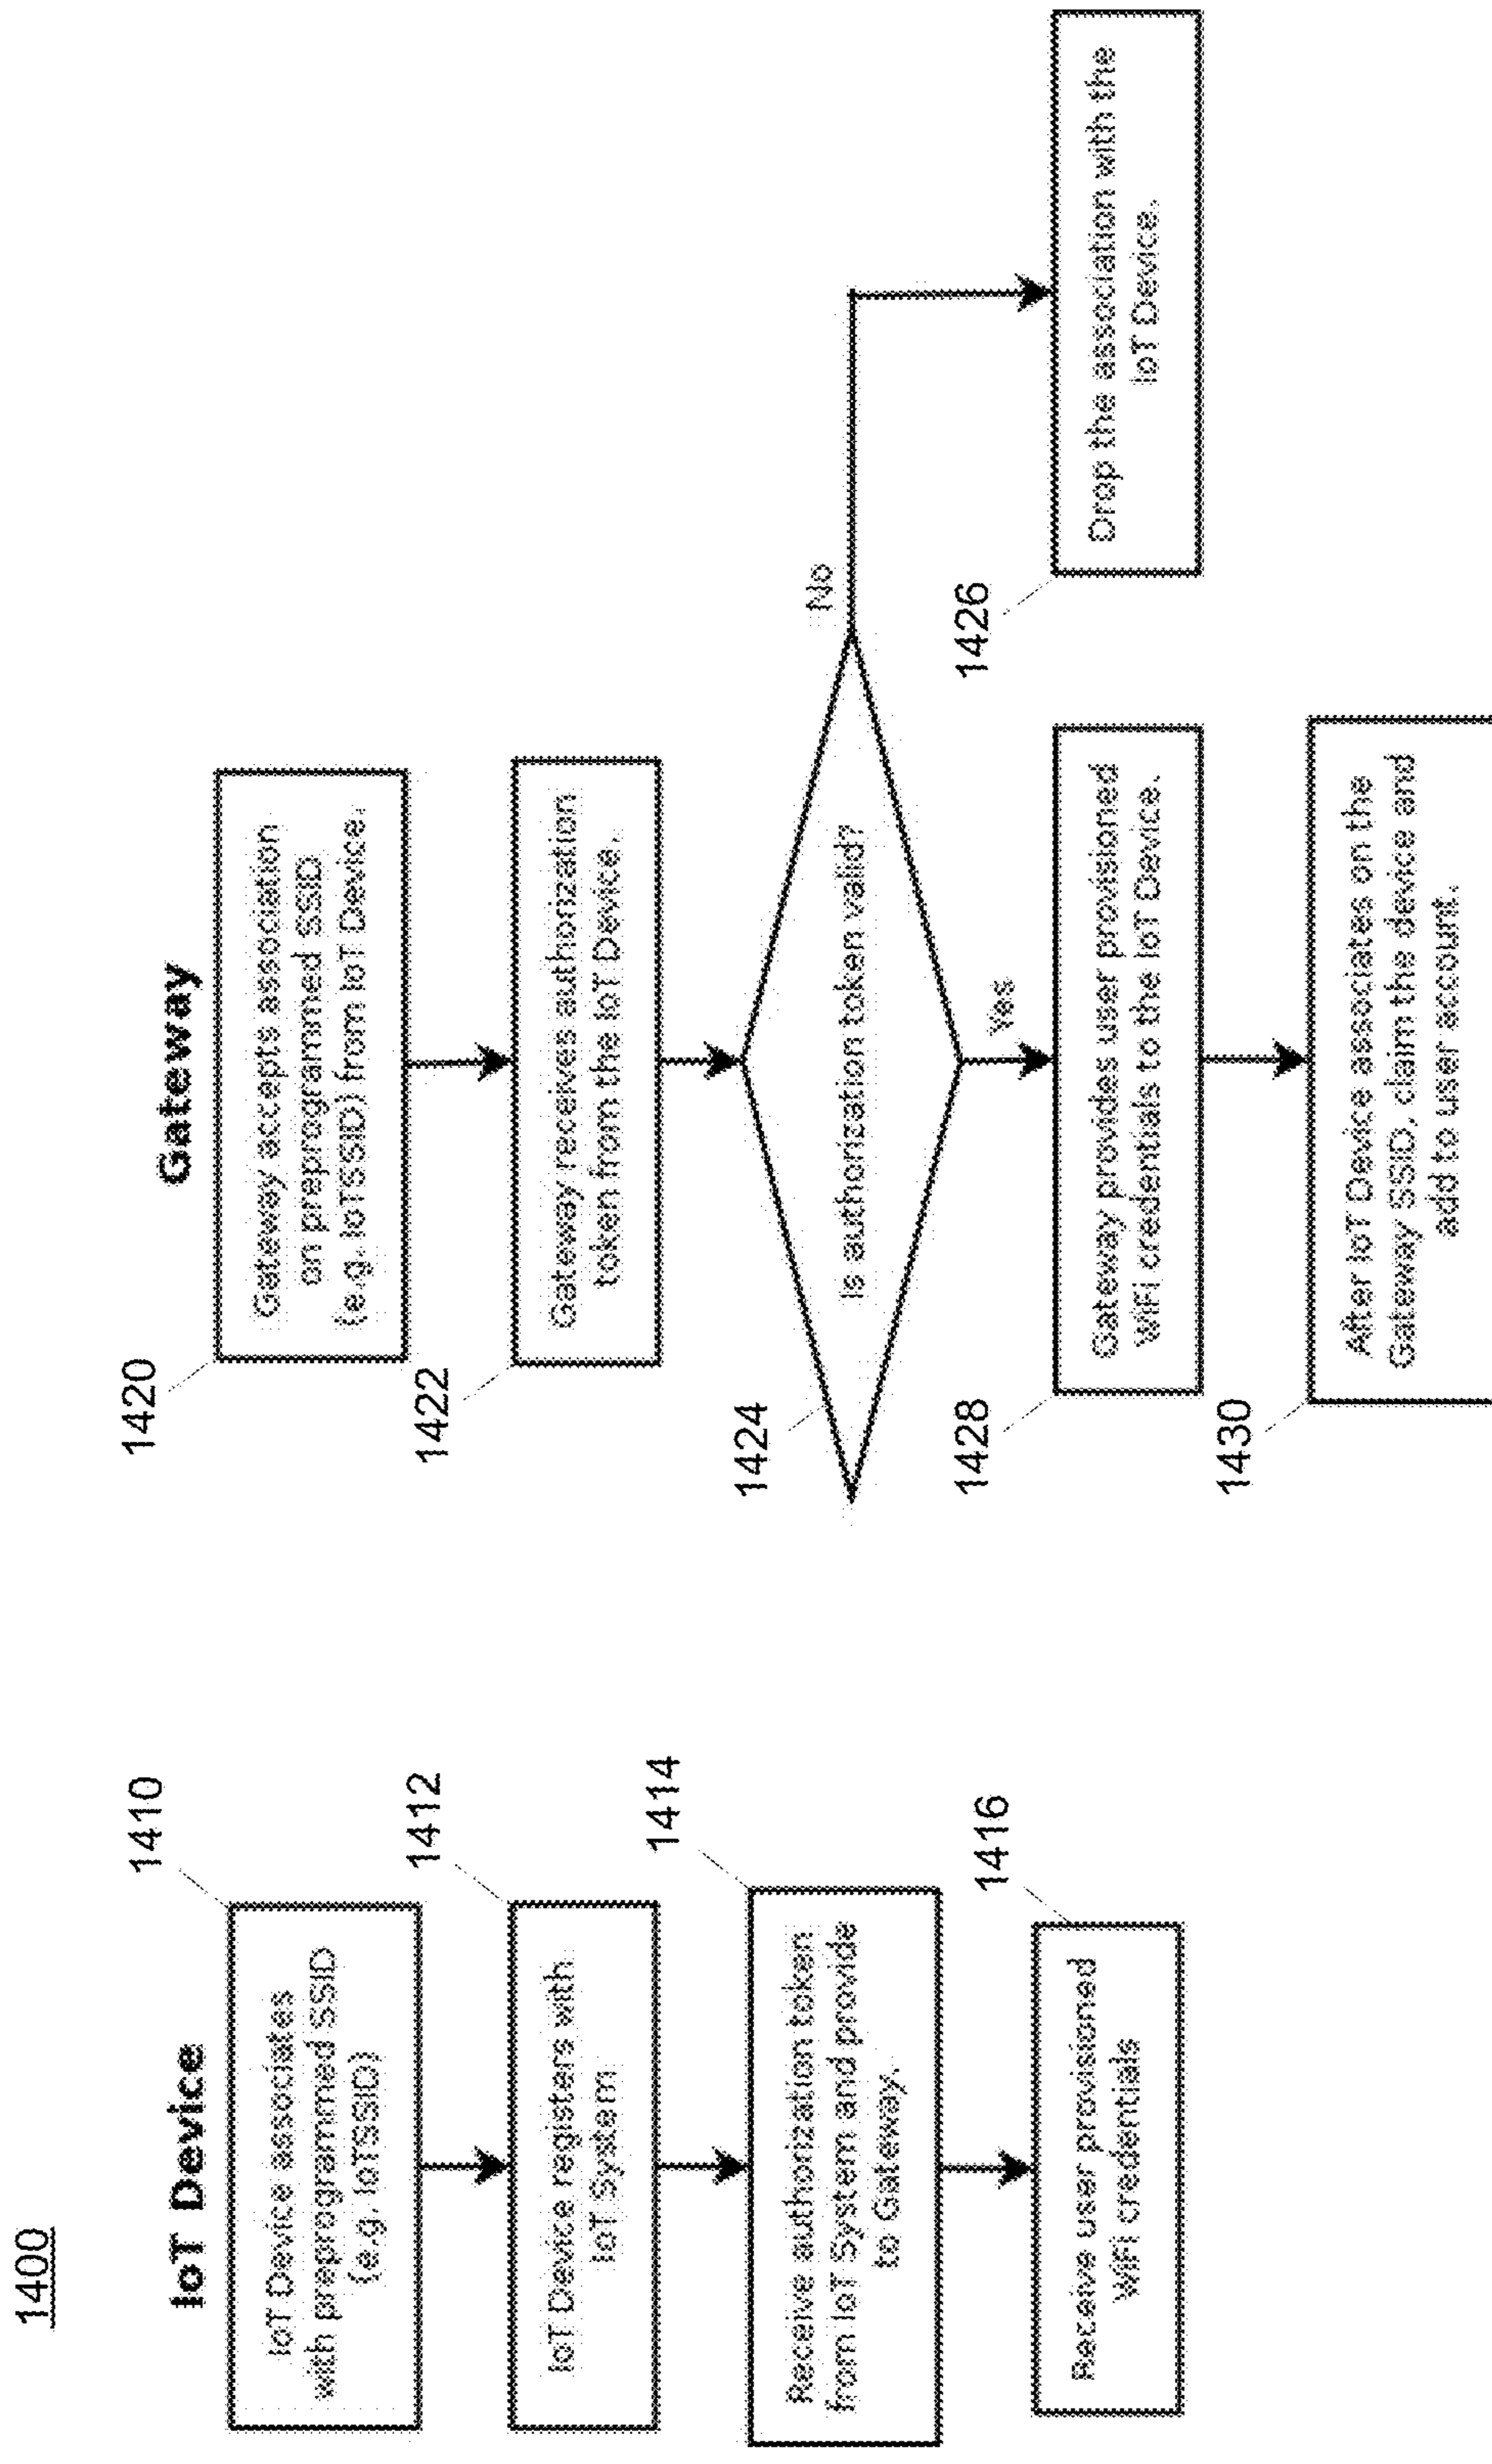 1400
IoT Device
1410
IoT Device associates
with preprogrammed SSID
(e.g. IoTSSID)
1412
IoT Device registers with
IoT System
1414
Receive authorization token
from IoT System and provide
to Gateway.
1416
Receive user provisioned
WiFi credentials
Gateway
1420
Gateway accepts association
on preprogrammed SSID
(e.g. IoTSSID) from IoT Device.
1422
Gateway receives authorization
token from the IoT Device.
1424
Is authorization token valid?
No
Yes
1426
Drop the association with the
IoT Device.
1428
Gateway provides user provisioned
WiFi credentials to the IoT Device.
1430
After IoT Device associates on the
Gateway SSID, claim the device and
add to user account.